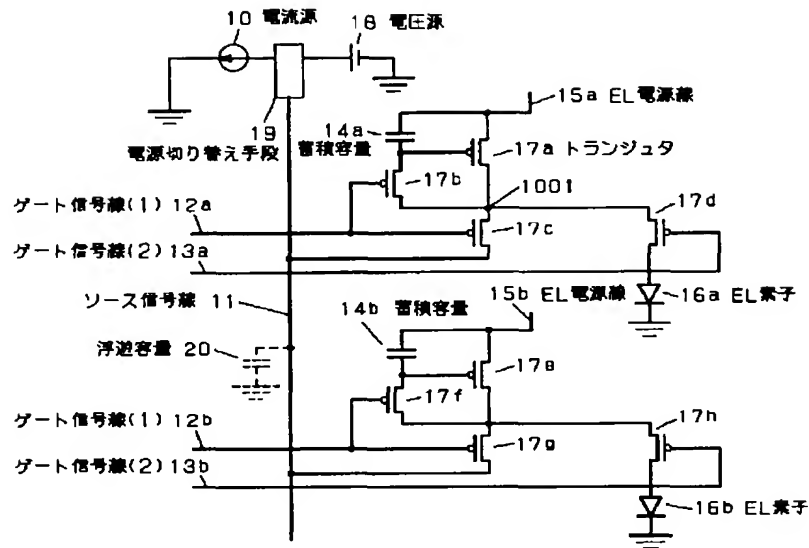 10 電流源
18 電圧源
19
電源切り替え手段
15a EL電源線
14a
蓄積容量
17a トランジュタ
17b
1001
17d
ゲート信号線(1) 12a
17c
ゲート信号線(2) 13a
ソース信号線 11
16a EL素子
14b 蓄積容量
15b EL電源線
浮遊容量 20
17e
17f
17h
ゲート信号線(1) 12b
17g
ゲート信号線(2) 13b
16b EL素子